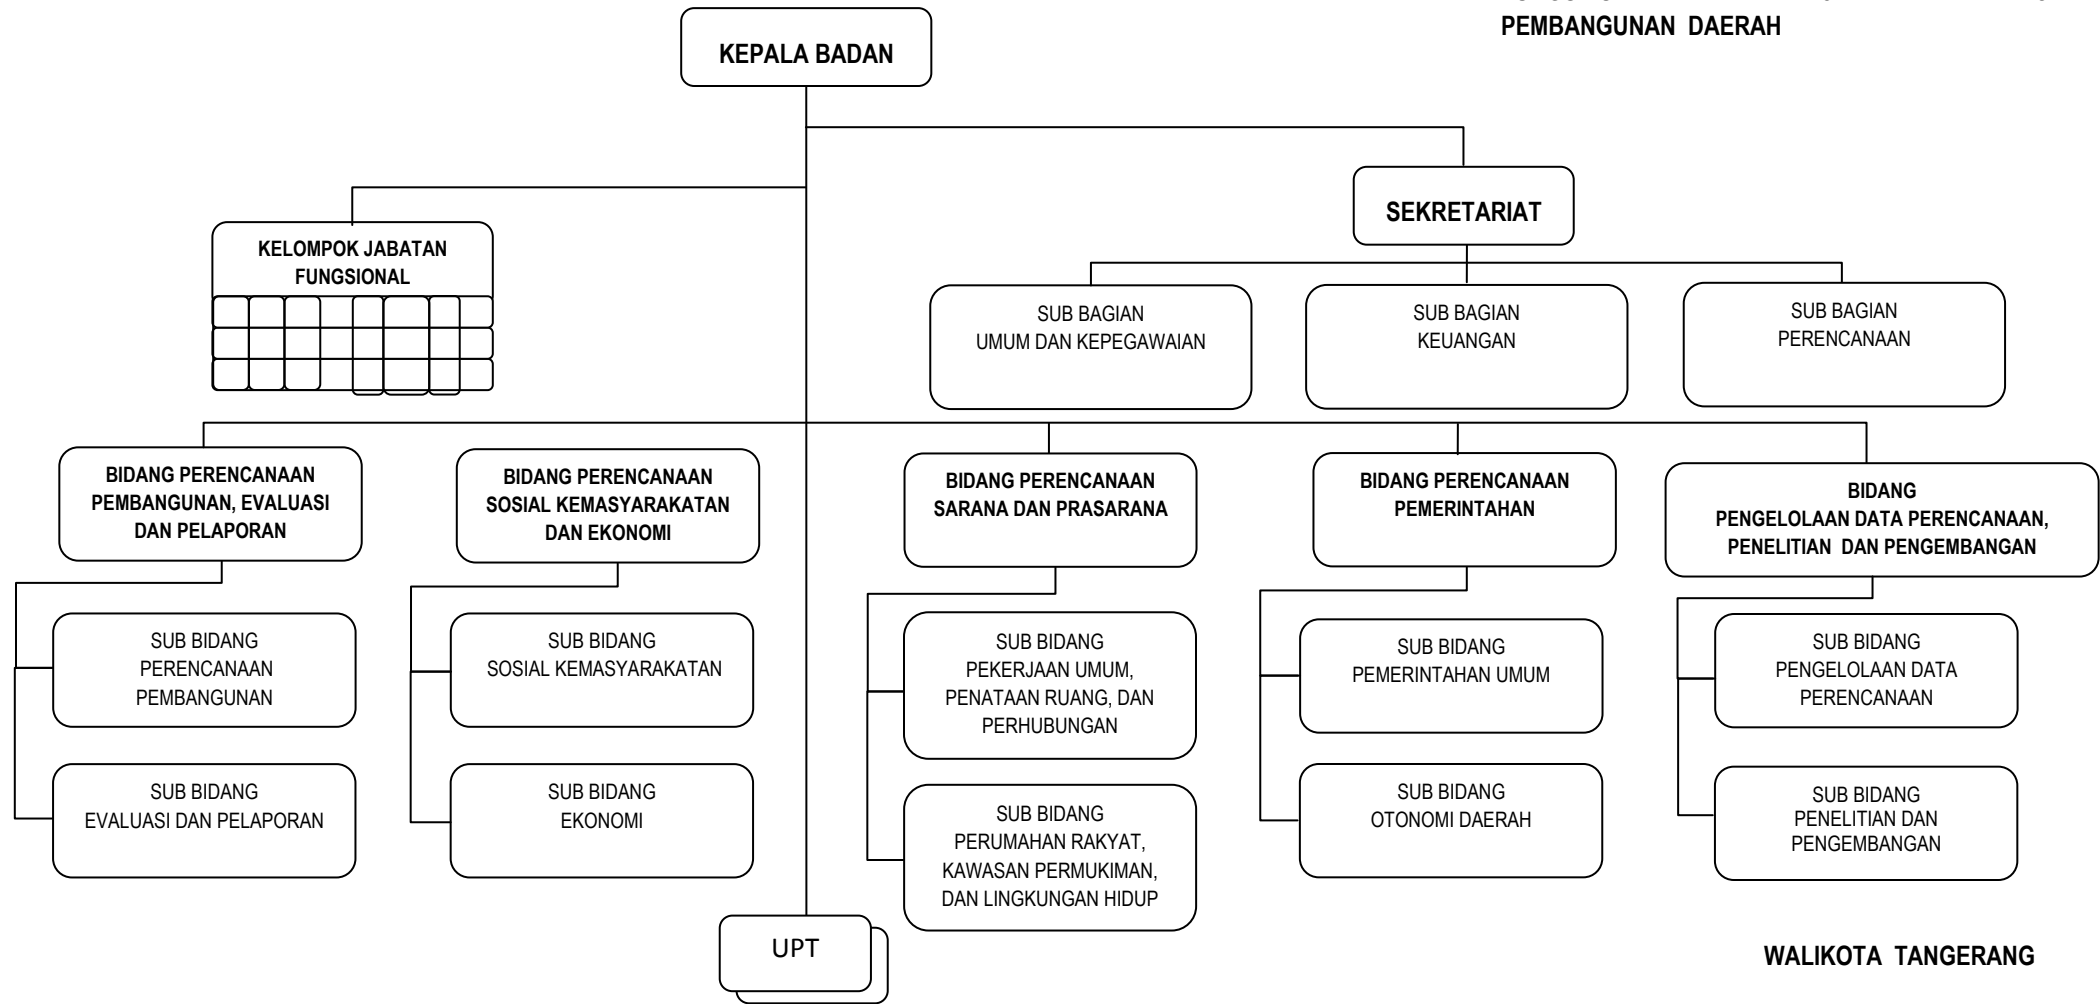 PEMBANGUNAN DAERAH
KEPALA BADAN
SEKRETARIAT
KELOMPOK JABATAN
FUNGSIONAL
SUB BAGIAN
UMUM DAN KEPEGAWAIAN
SUB BAGIAN
KEUANGAN
SUB BAGIAN
PERENCANAAN
BIDANG PERENCANAAN
PEMBANGUNAN, EVALUASI
DAN PELAPORAN
BIDANG PERENCANAAN
SOSIAL KEMASYARAKATAN
DAN EKONOMI
BIDANG PERENCANAAN
SARANA DAN PRASARANA
BIDANG PERENCANAAN
PEMERINTAHAN
BIDANG
PENGELOLAAN DATA PERENCANAAN,
PENELITIAN DAN PENGEMBANGAN
SUB BIDANG
PERENCANAAN
PEMBANGUNAN
SUB BIDANG
SOSIAL KEMASYARAKATAN
SUB BIDANG
PEKERJAAN UMUM,
PENATAAN RUANG, DAN
PERHUBUNGAN
SUB BIDANG
PEMERINTAHAN UMUM
SUB BIDANG
PENGELOLAAN DATA
PERENCANAAN
SUB BIDANG
EVALUASI DAN PELAPORAN
SUB BIDANG
EKONOMI
SUB BIDANG
PERUMAHAN RAKYAT,
KAWASAN PERMUKIMAN,
DAN LINGKUNGAN HIDUP
SUB BIDANG
OTONOMI DAERAH
SUB BIDANG
PENELITIAN DAN
PENGEMBANGAN
UPT
WALIKOTA TANGERANG